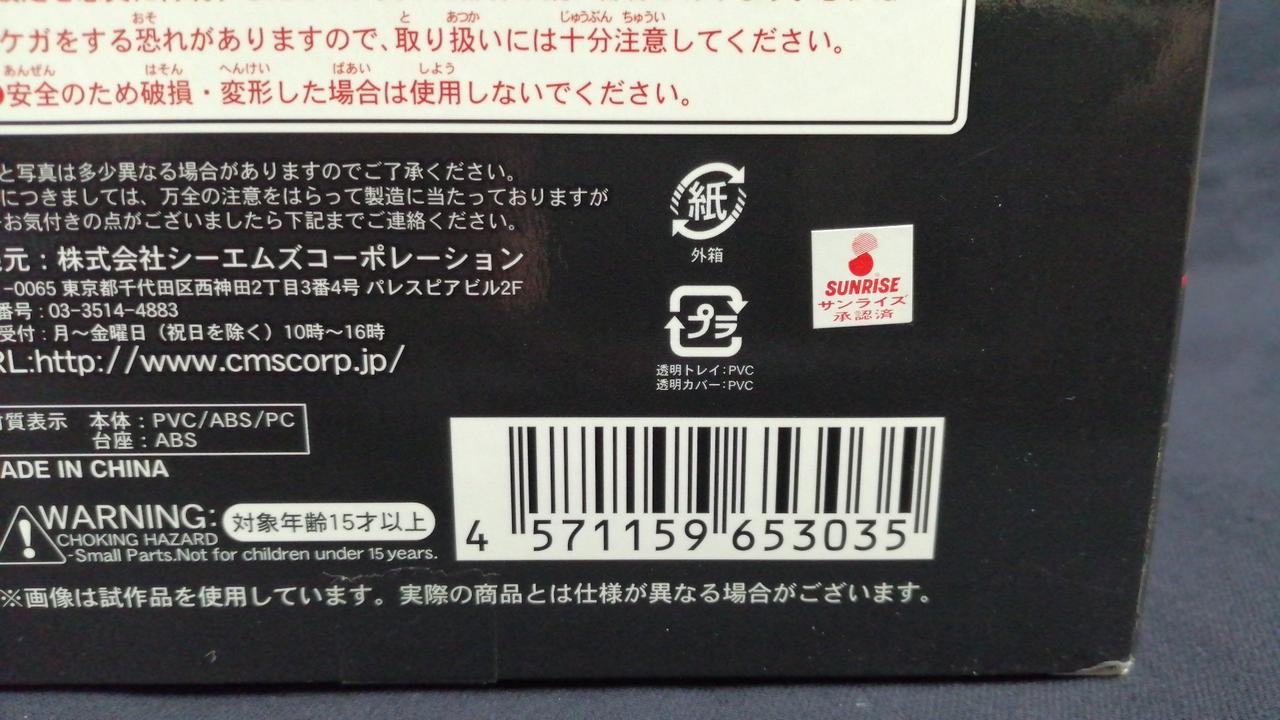 ケガをする恐れがありますので、取り扱いには十分注意してください。
安全のため破損・変形した場合は使用しないでください。
と写真は多少異なる場合がありますのでご了承ください。
につきましては、万全の注意をはらって製造に当たっておりますが
お気付きの点がございましたら下記までご連絡ください。
元：株式会社シーエムズコーポレーション
-0065 東京都千代田区西神田2丁目3番4号 パレスピアビル2F
番号：03-3514-4883
受付：月～金曜日（祝日を除く）10時～16時
RL:http://www.cmscorp.jp/
質表示 本体：PVC/ABS/PC
台座：ABS
ADE IN CHINA
WARNING:
CHOKING HAZARD
-Small Parts.Not for children under 15 years.
対象年齢15才以上
紙
外箱
プラ
透明トレイ：PVC
透明カバー：PVC
SUNRISE
サンライズ
承認済
4 571159 653035
※画像は試作品を使用しています。実際の商品とは仕様が異なる場合がございます。